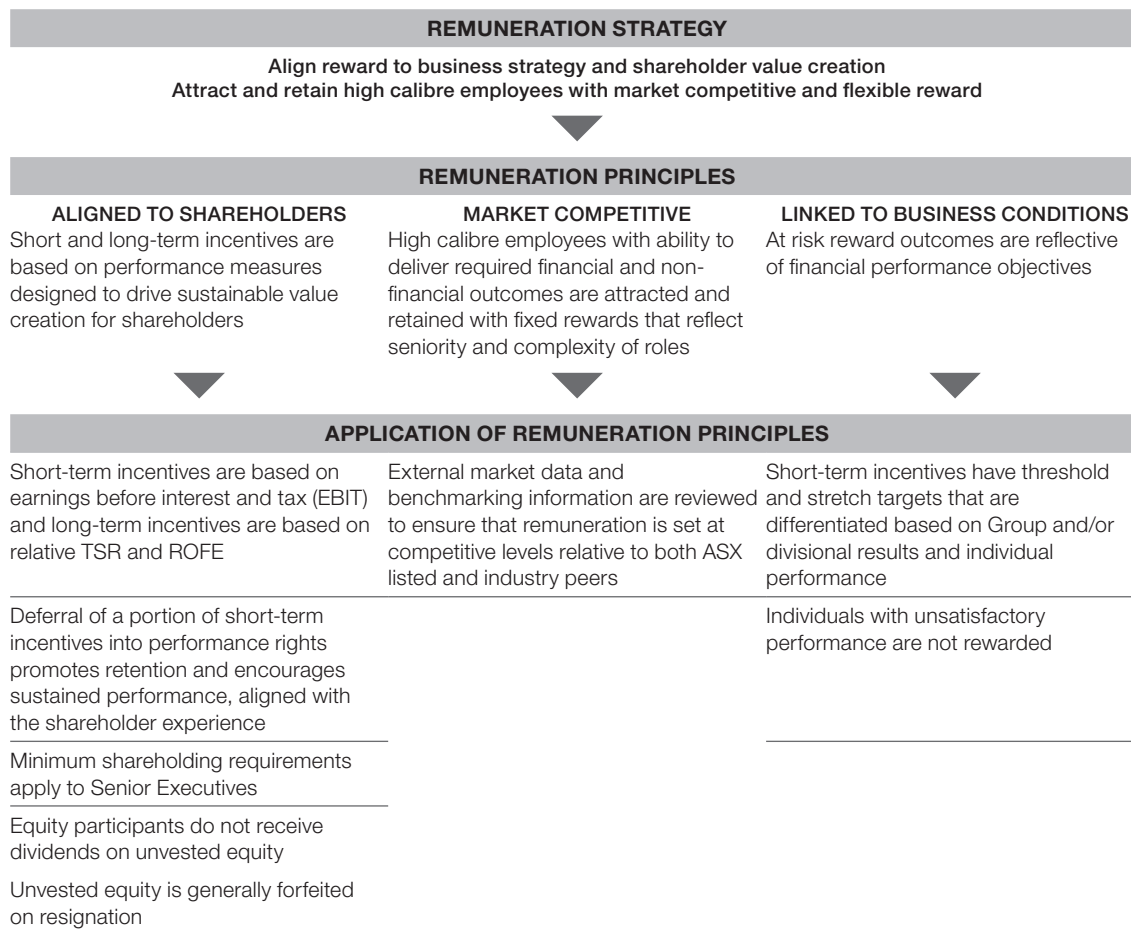 REMUNERATION STRATEGY
Align reward to business strategy and shareholder value creation
Attract and retain high calibre employees with market competitive and flexible reward
REMUNERATION PRINCIPLES
ALIGNED TO SHAREHOLDERS
Short and long-term incentives are
based on performance measures
designed to drive sustainable value
creation for shareholders
MARKET COMPETITIVE
High calibre employees with ability to
deliver required financial and non-
financial outcomes are attracted and
retained with fixed rewards that reflect
seniority and complexity of roles
LINKED TO BUSINESS CONDITIONS
At risk reward outcomes are reflective
of financial performance objectives
APPLICATION OF REMUNERATION PRINCIPLES
Short-term incentives are based on
earnings before interest and tax (EBIT)
and long-term incentives are based on
relative TSR and ROFE
Deferral of a portion of short-term
incentives into performance rights
promotes retention and encourages
sustained performance, aligned with
the shareholder experience
Minimum shareholding requirements
apply to Senior Executives
Equity participants do not receive
dividends on unvested equity
Unvested equity is generally forfeited
on resignation
External market data and
benchmarking information are reviewed
to ensure that remuneration is set at
competitive levels relative to both ASX
listed and industry peers
Short-term incentives have threshold
and stretch targets that are
differentiated based on Group and/or
divisional results and individual
performance
Individuals with unsatisfactory
performance are not rewarded